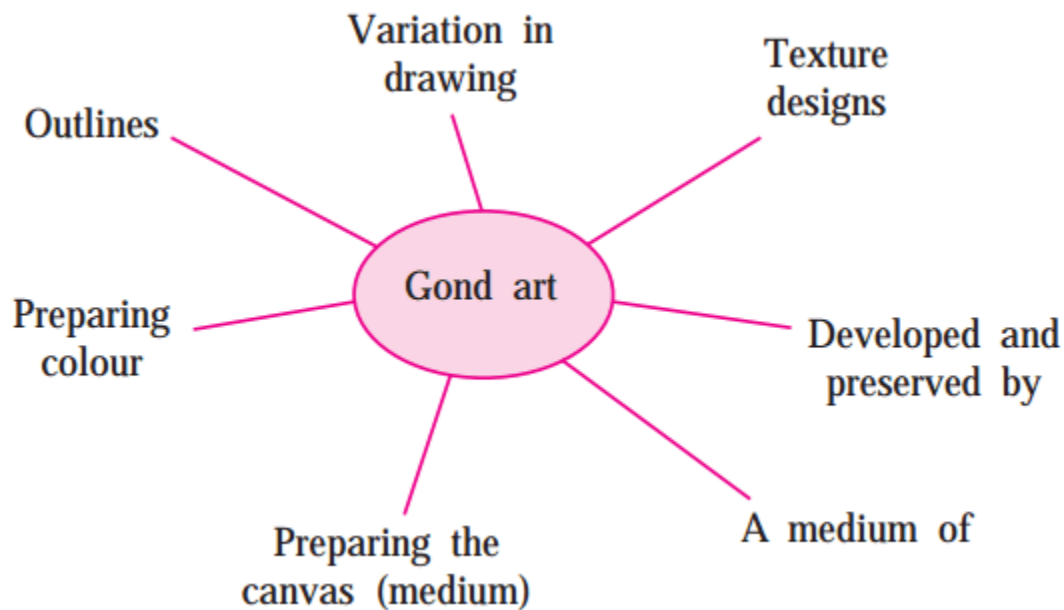 Variation in
drawing
Texture
designs
Outlines
Gond art
Preparing
colour
Developed and
preserved by
A medium of
Preparing the
canvas (medium)